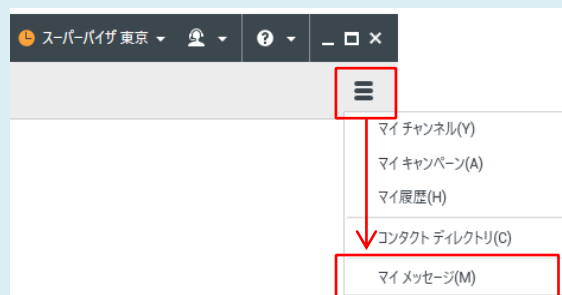 スーパーバイザ 東京
マイ チャンネル(Y)
マイ キャンペーン(A)
マイ履歴(H)
コンタクト ディレクトリ(C)
マイ メッセージ(M)